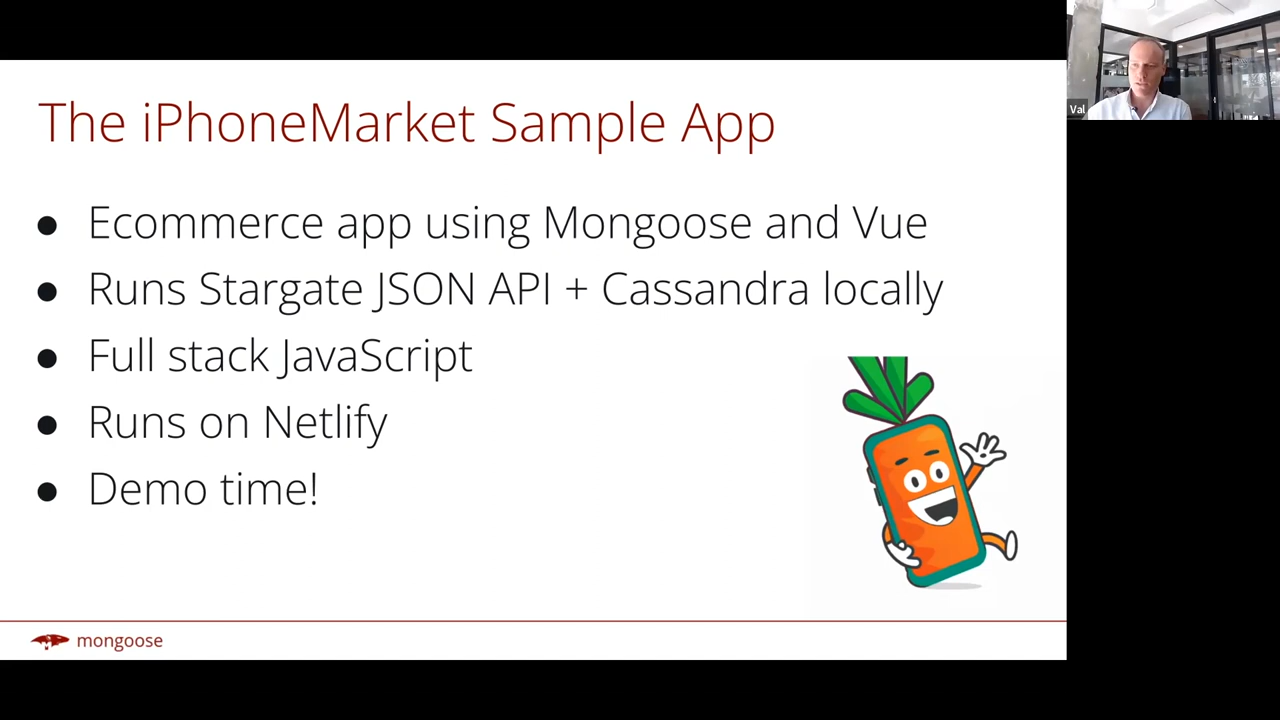 The iPhoneMarket Sample App
● Ecommerce app using Mongoose and Vue
● Runs Stargate JSON API + Cassandra locally
● Full stack JavaScript
● Runs on Netlify
● Demo time!
mongoose
Val